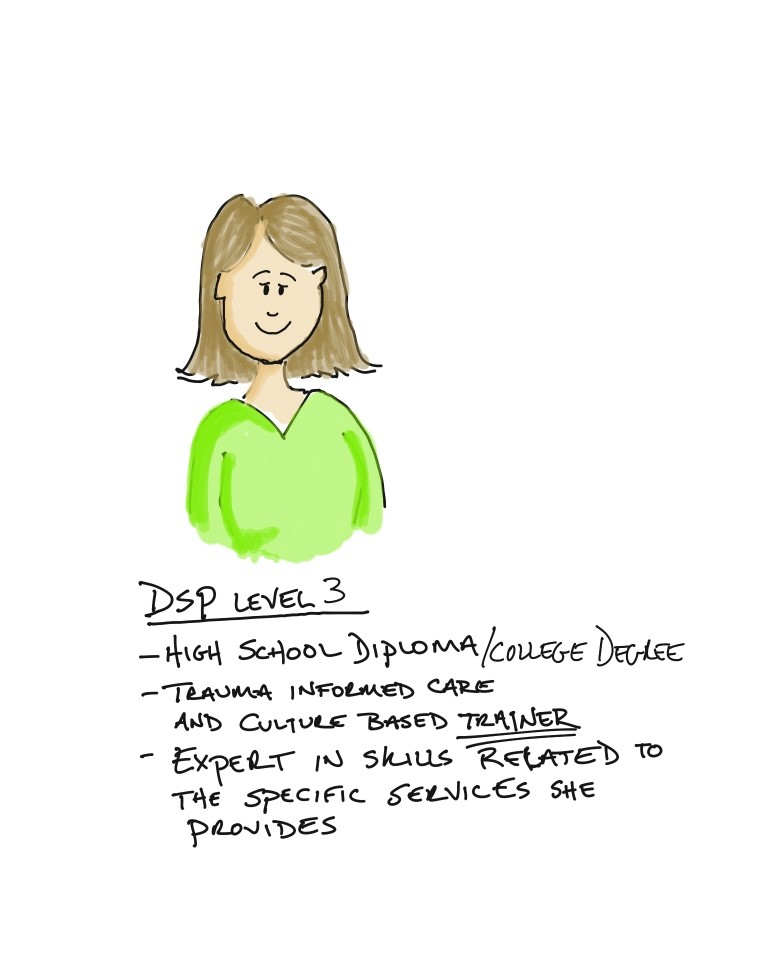 DSP LEVEL 3
- HIGH SCHOOL DIPLOMA/COLLEGE DEGREE
- TRAUMA INFORMED CARE
AND CULTURE BASED TRAINER
- EXPERT IN SKILLS RELATED TO
THE SPECIFIC SERVICES SHE
PROVIDES